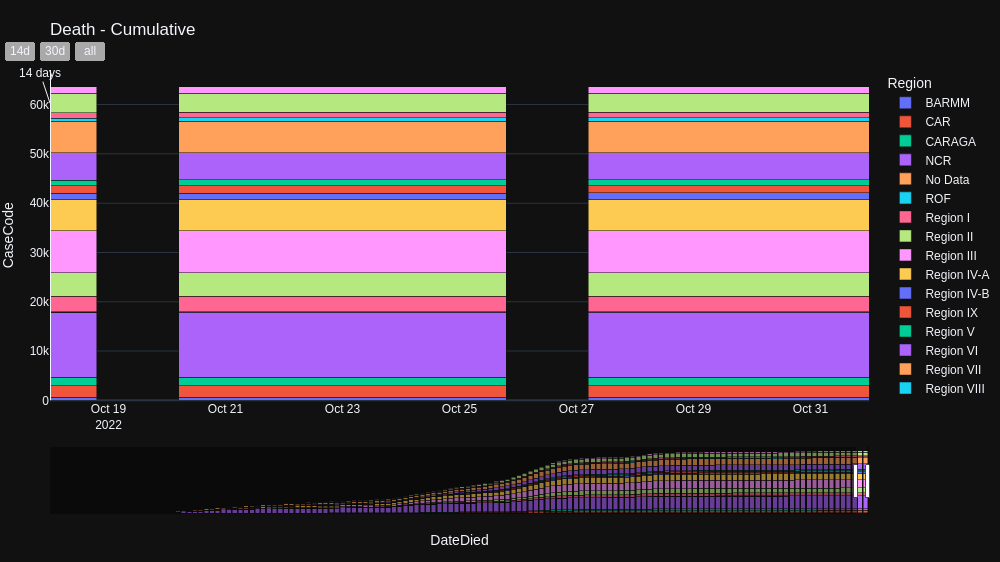 Death - Cumulative
14d 30d all
14 days
60k
50k
40k
30k
20k
10k
0
CaseCode
Oct 19 Oct 21 Oct 23 Oct 25 Oct 27 Oct 29 Oct 31
2022
DateDied
Region
BARMM
CAR
CARAGA
NCR
No Data
ROF
Region I
Region II
Region III
Region IV-A
Region IV-B
Region IX
Region V
Region VI
Region VII
Region VIII